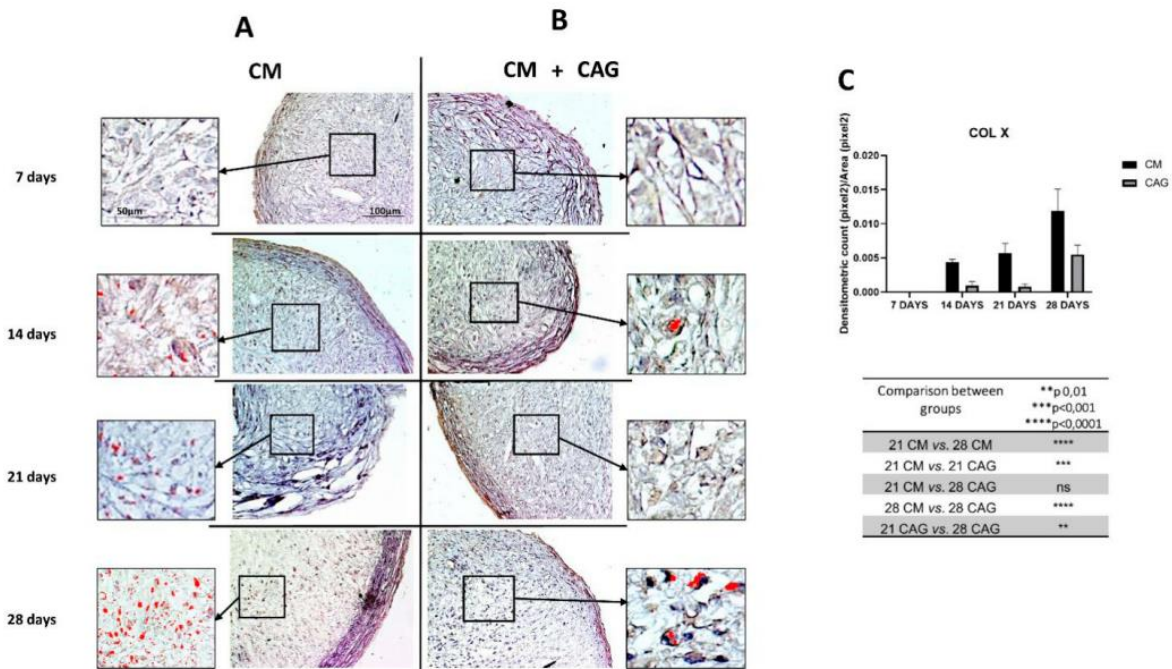 A
B
CM
CM + CAG
7 days
50µm
100µm
14 days
21 days
28 days
C
COL X
Densitometric count (pixel2)/Area (pixel2)
0.020
0.015
0.010
0.005
0.000
7 DAYS 14 DAYS 21 DAYS 28 DAYS
CM
CAG
Comparison between groups
**p 0,01
***p<0,001
****p<0,0001
21 CM vs. 28 CM ****
21 CM vs. 21 CAG ***
21 CM vs. 28 CAG ns
28 CM vs. 28 CAG ****
21 CAG vs. 28 CAG **